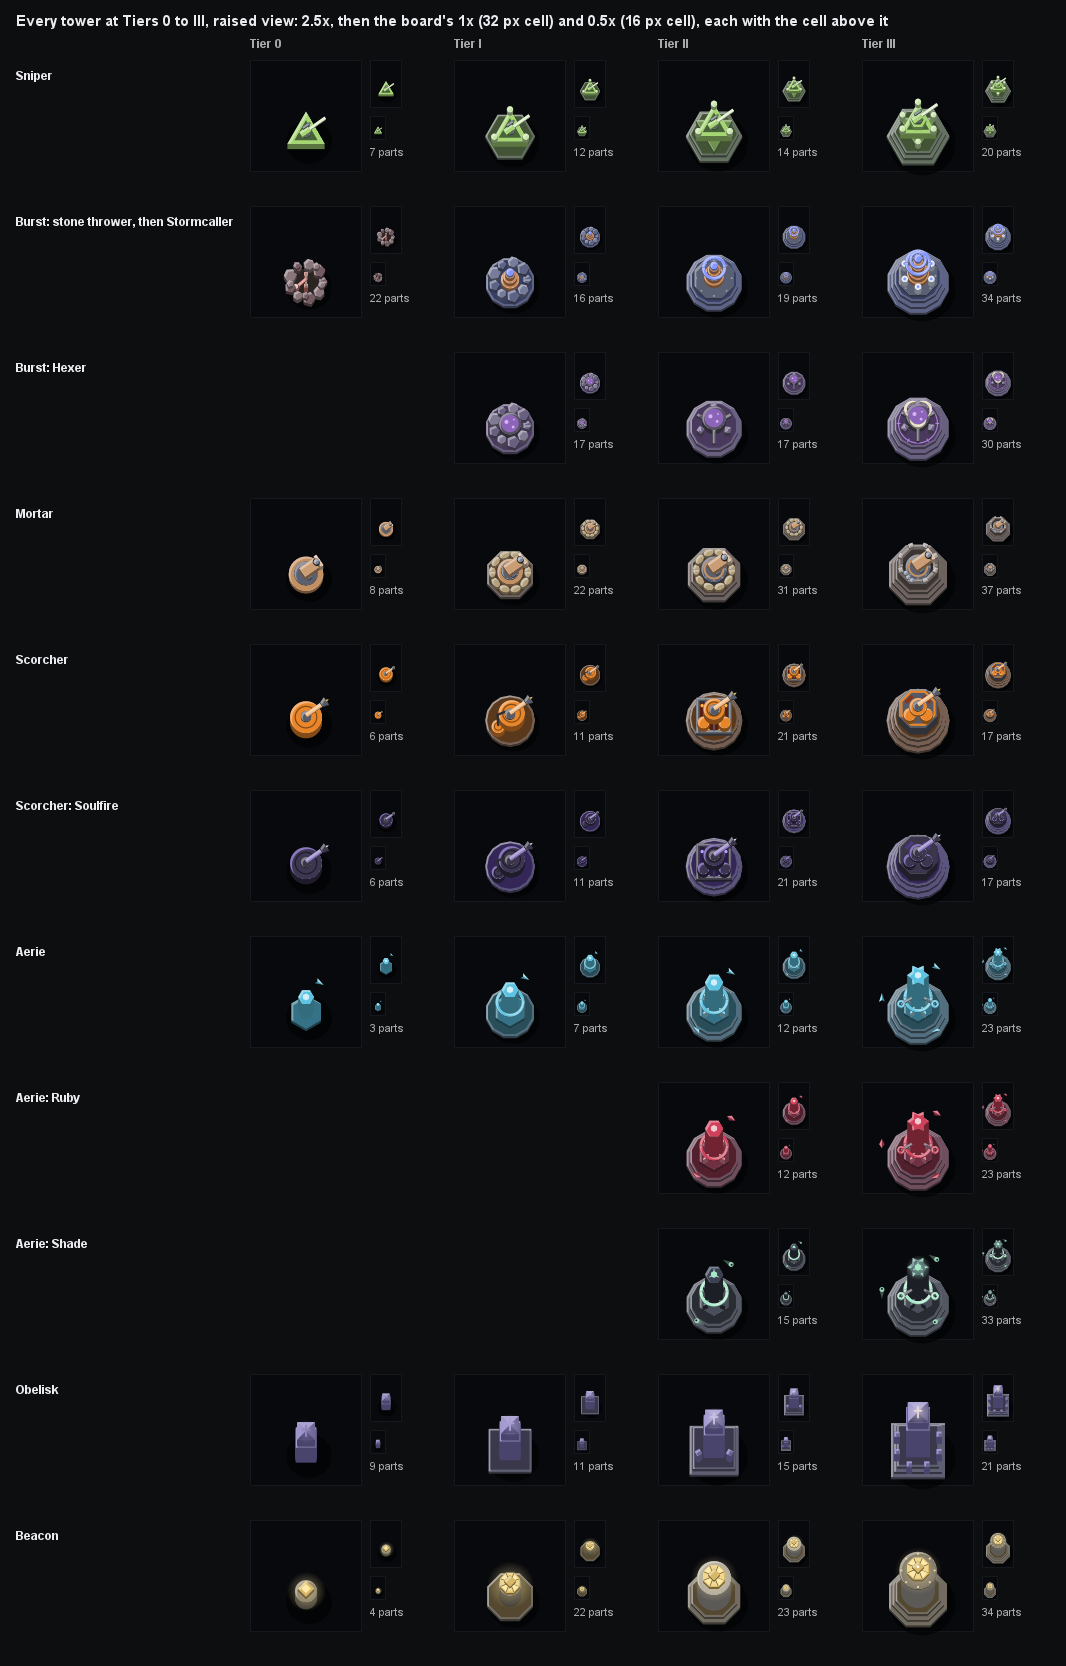 Every tower at Tiers 0 to III, raised view: 2.5x, then the board's 1x (32 px cell) and 0.5x (16 px cell), each with the cell above it
Tier 0 Tier I Tier II Tier III
Sniper
7 parts 12 parts 14 parts 20 parts
Burst: stone thrower, then Stormcaller
22 parts 16 parts 19 parts 34 parts
Burst: Hexer
17 parts 17 parts 30 parts
Mortar
8 parts 22 parts 31 parts 37 parts
Scorcher
6 parts 11 parts 21 parts 17 parts
Scorcher: Soulfire
6 parts 11 parts 21 parts 17 parts
Aerie
3 parts 7 parts 12 parts 23 parts
Aerie: Ruby
12 parts 23 parts
Aerie: Shade
15 parts 33 parts
Obelisk
9 parts 11 parts 15 parts 21 parts
Beacon
4 parts 22 parts 23 parts 34 parts